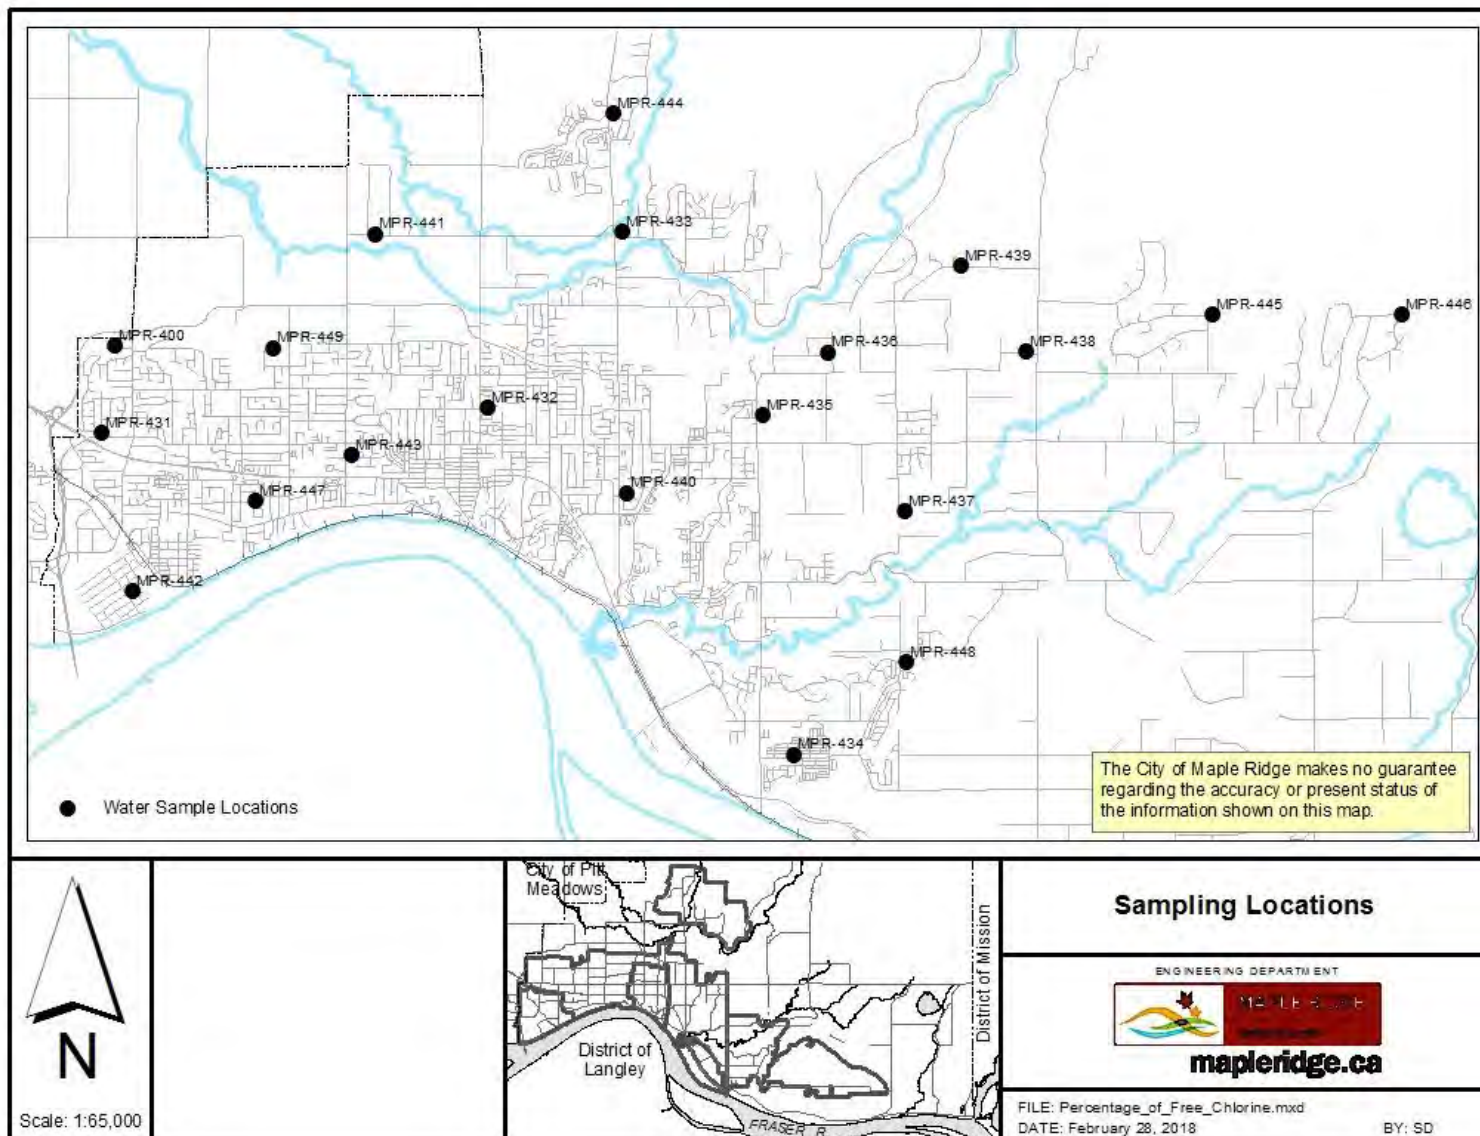 MPR-444
MPR-441
MPR-433
MPR-439
MPR-445
MPR-446
MPR-400
MPR-449
MPR-436
MPR-438
MPR-432
MPR-435
MPR-431
MPR-443
MPR-440
MPR-447
MPR-437
MPR-442
MPR-448
MPR-434
Water Sample Locations
The City of Maple Ridge makes no guarantee
regarding the accuracy or present status of
the information shown on this map.
N
Scale: 1:65,000
City of Pitt
Meadows
District of Mission
District of
Langley
FRASER R.
Sampling Locations
ENGINEERING DEPARTMENT
MAPLE RIDGE
mapleridge.ca
FILE: Percentage_of_Free_Chlorine.mxd
DATE: February 28, 2018
BY: SD